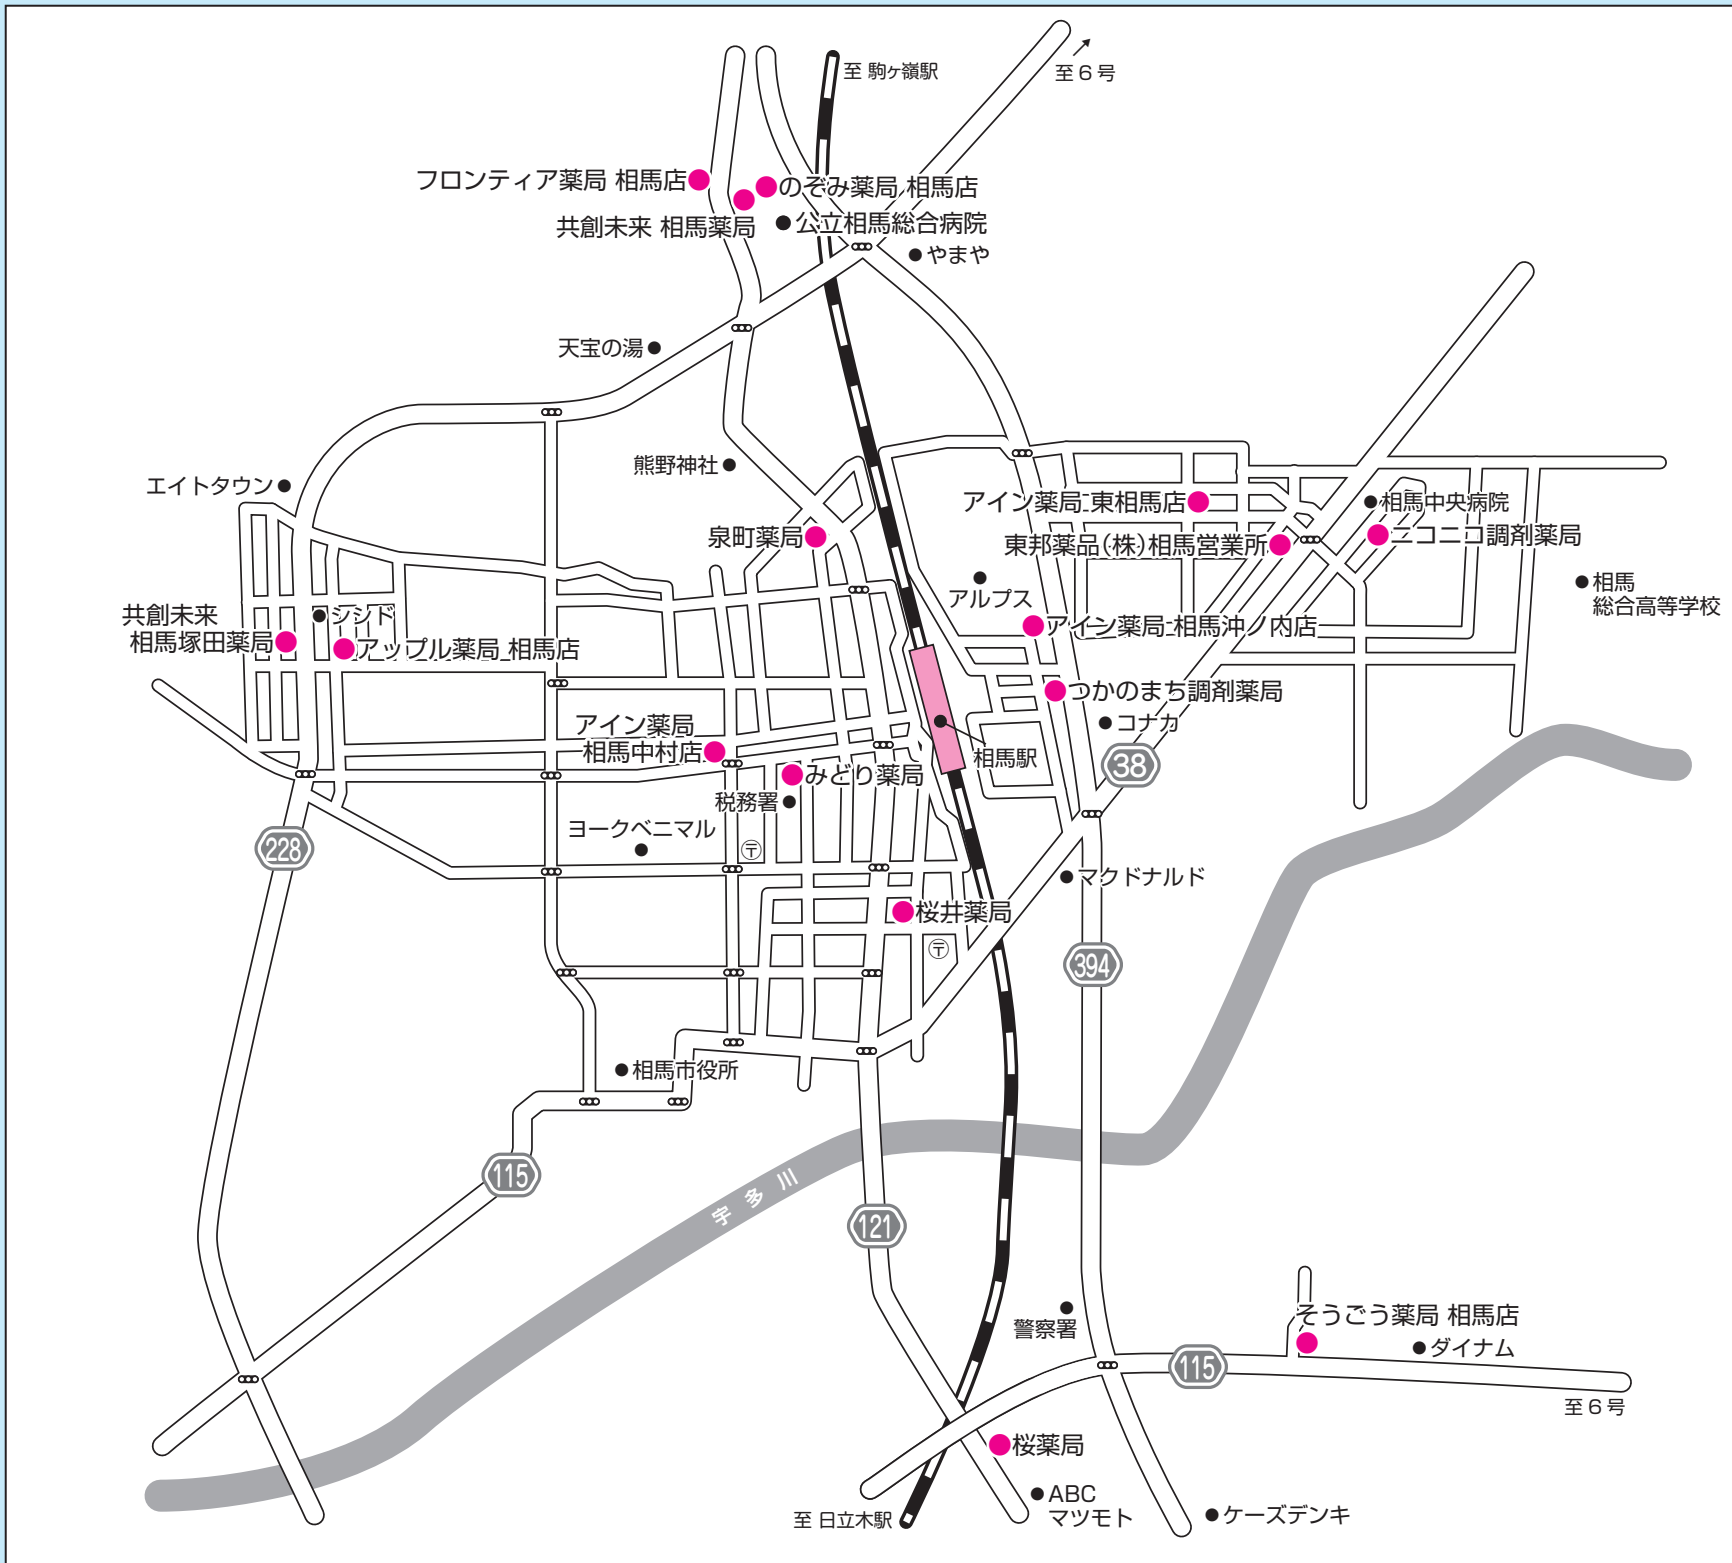 至 駒ヶ嶺駅
至 6 号
フロンティア薬局 相馬店
のぞみ薬局 相馬店
共創未来 相馬薬局
公立相馬総合病院
やまや
天宝の湯
熊野神社
エイトタウン
アイン薬局 東相馬店
相馬中央病院
泉町薬局
東邦薬品(株)相馬営業所
ニコニコ調剤薬局
アルプス
相馬
総合高等学校
共創未来
相馬塚田薬局
シシド
アップル薬局 相馬店
アイン薬局 相馬沖ノ内店
つかのまち調剤薬局
コナカ
アイン薬局
相馬中村店
相馬駅
38
みどり薬局
税務署
ヨークベニマル
〒
228
マクドナルド
桜井薬局
〒
394
相馬市役所
115
宇多川
121
警察署
そうごう薬局 相馬店
ダイナム
115
至 6 号
桜薬局
ABC
マツモト
ケーズデンキ
至 日立木駅